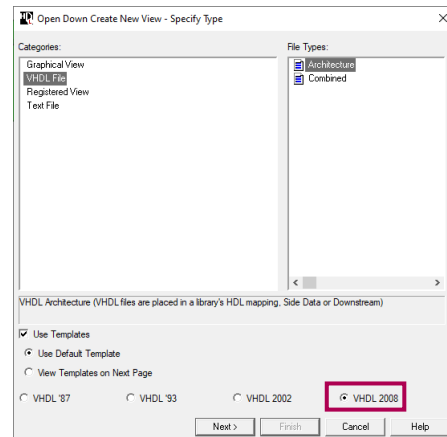 Open Down Create New View - Specify Type
Categories:
File Types:
Graphical View
VHDL File
Registered View
Text File
Architecture
Combined
VHDL Architecture (VHDL files are placed in a library's HDL mapping, Side Data or Downstream)
Use Templates
Use Default Template
View Templates on Next Page
VHDL '87 VHDL '93 VHDL 2002 VHDL 2008
Next > Finish Cancel Help